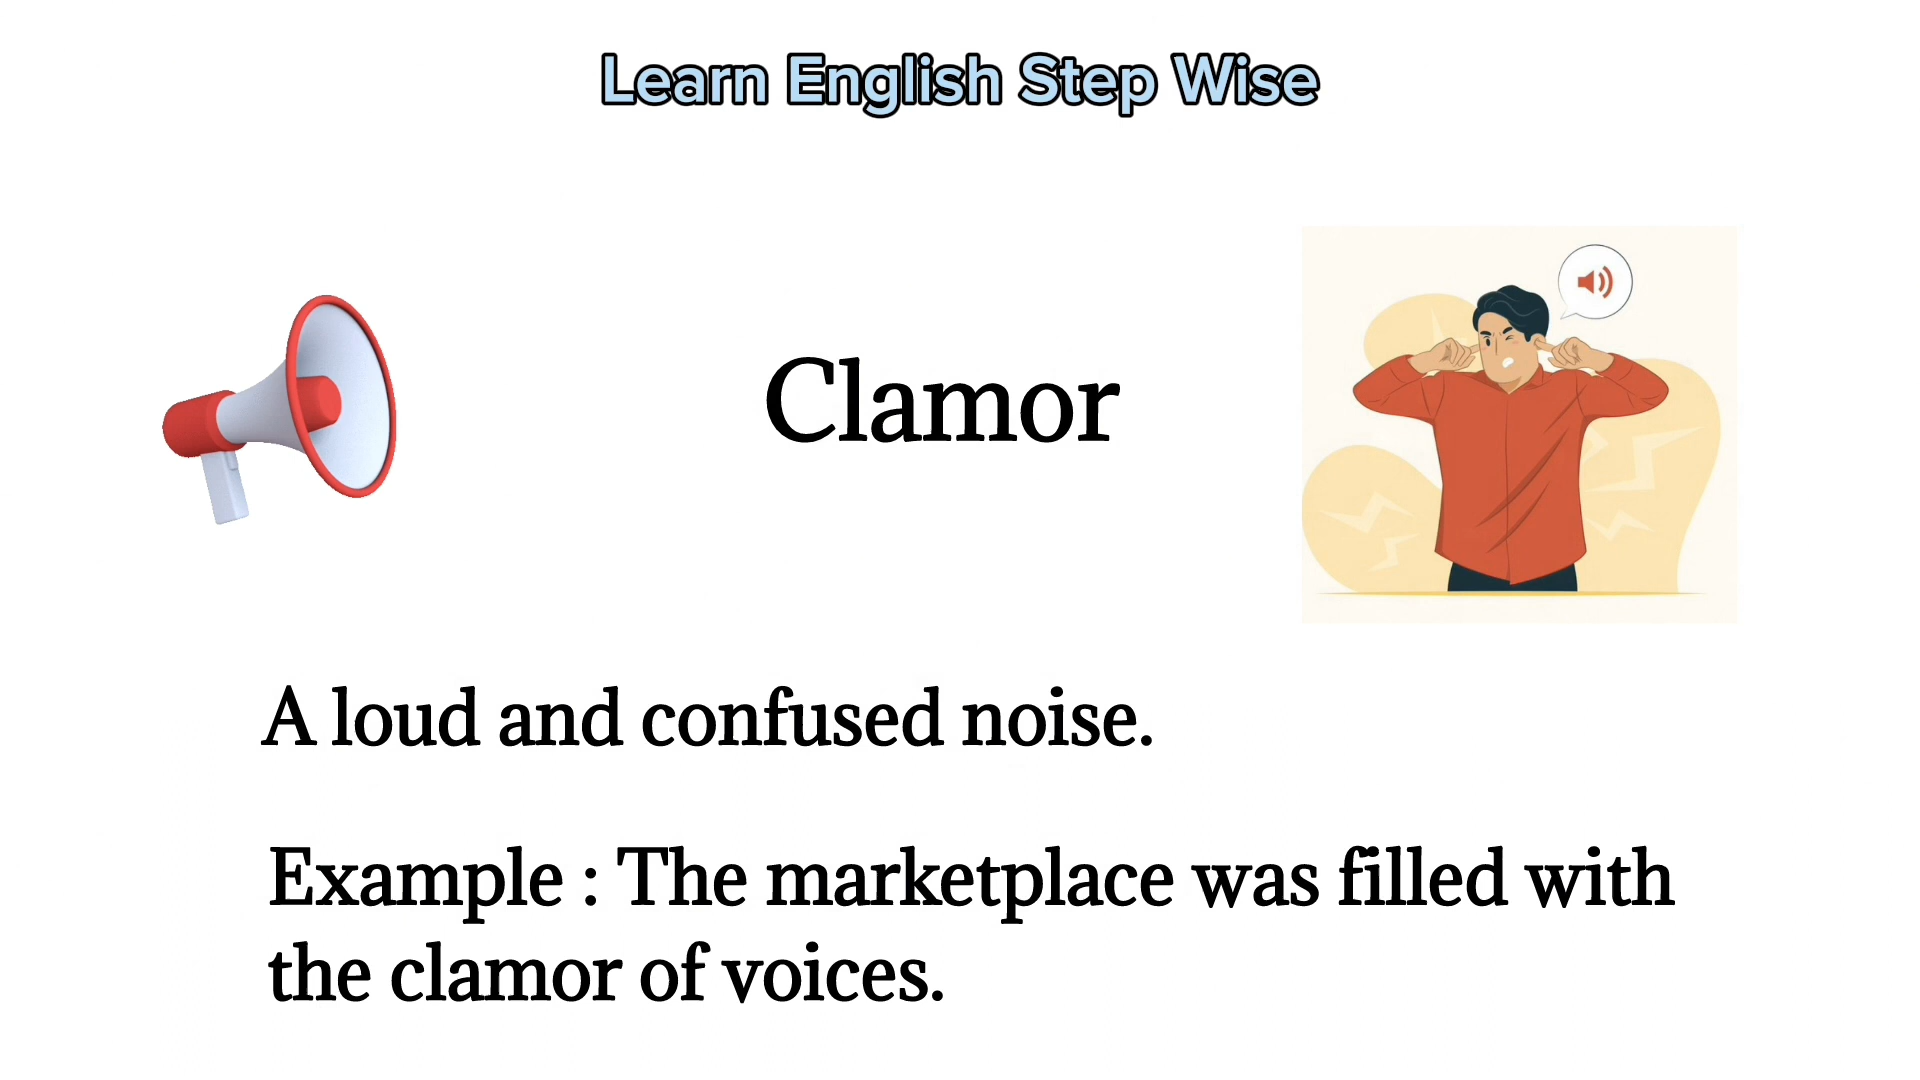 Learn English Step Wise
Clamor
A loud and confused noise.
Example : The marketplace was filled with
the clamor of voices.